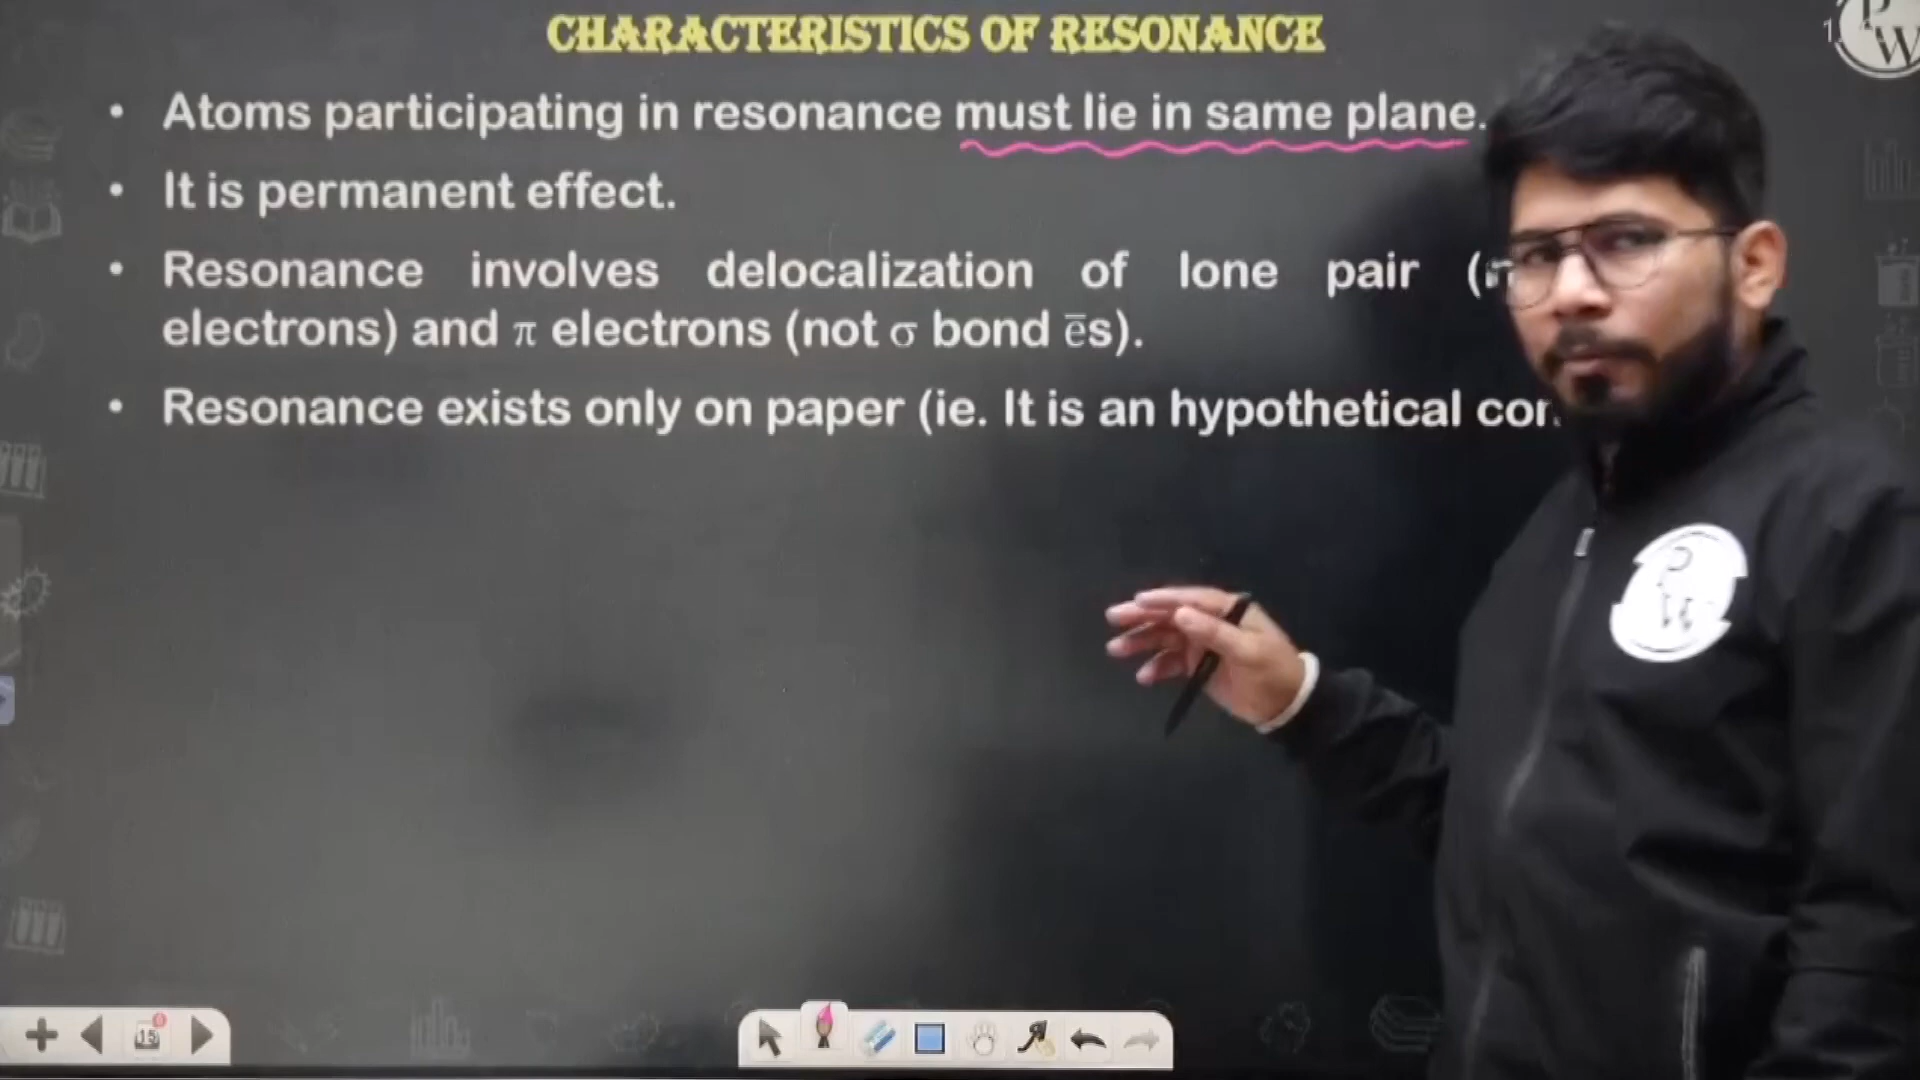 CHARACTERISTICS OF RESONANCE
• Atoms participating in resonance must lie in same plane.
• It is permanent effect.
• Resonance involves delocalization of lone pair
electrons) and π electrons (not σ bond e̅s).
• Resonance exists only on paper (ie. It is an hypothetical
P
W
P
W
15